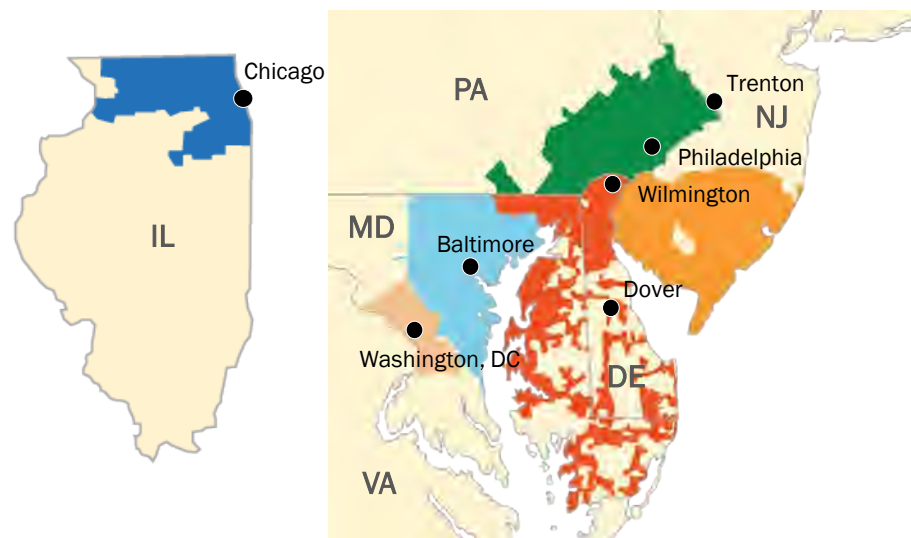 Chicago
IL
PA
Trenton
NJ
Philadelphia
Wilmington
MD
Baltimore
Dover
Washington, DC
DE
VA